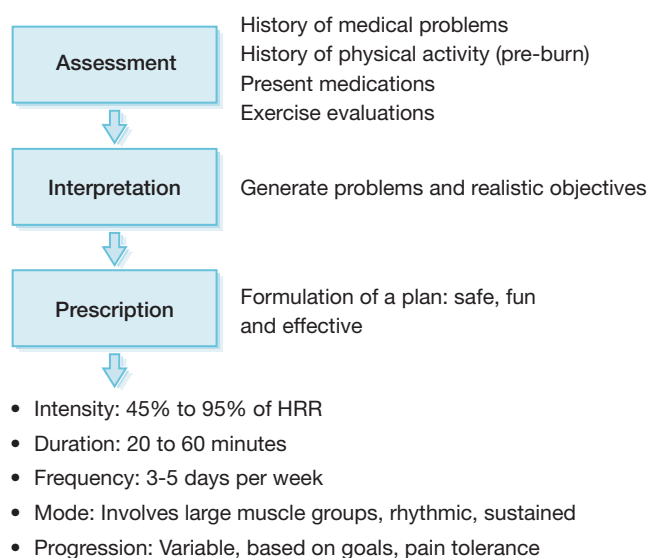 Assessment
History of medical problems
History of physical activity (pre-burn)
Present medications
Exercise evaluations
Interpretation
Generate problems and realistic objectives
Prescription
Formulation of a plan: safe, fun
and effective
• Intensity: 45% to 95% of HRR
• Duration: 20 to 60 minutes
• Frequency: 3-5 days per week
• Mode: Involves large muscle groups, rhythmic, sustained
• Progression: Variable, based on goals, pain tolerance